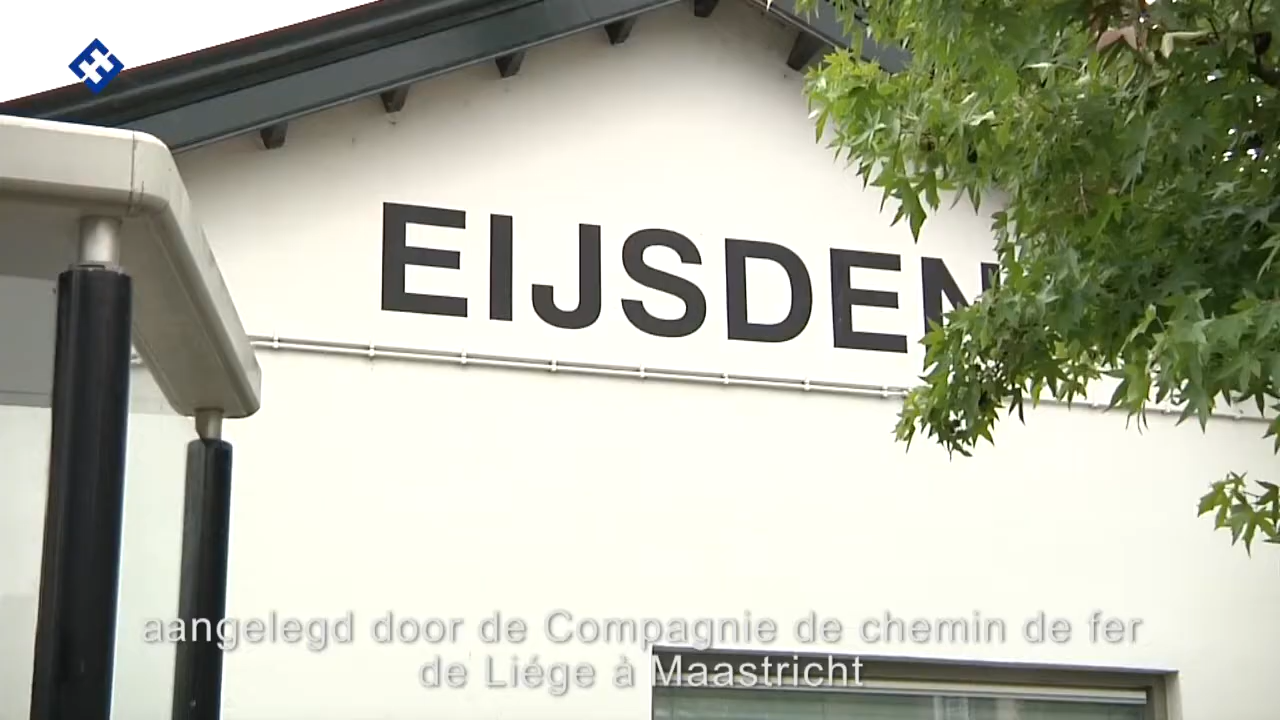 EIJSDEN
aangelegd door de Compagnie de chemin de fer
de Liége à Maastricht